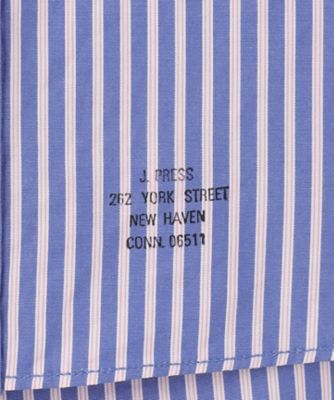 J. PRESS
262 YORK STREET
NEW HAVEN
CONN. 06511